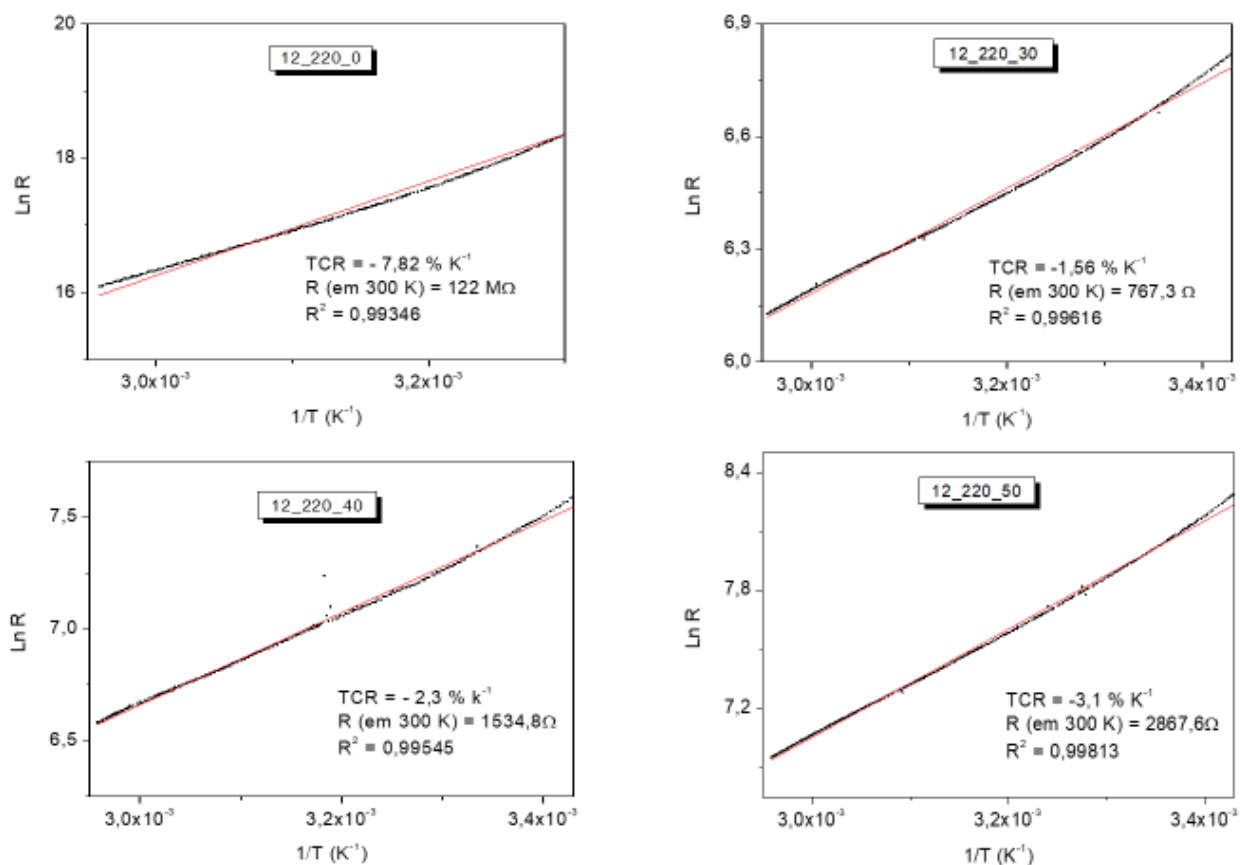 20
18
16
Ln R
12_220_0
TCR = - 7,82 % K⁻¹
R (em 300 K) = 122 MΩ
R² = 0,99346
3,0x10⁻³
3,2x10⁻³
1/T (K⁻¹)
6,9
6,6
6,3
6,0
Ln R
12_220_30
TCR = -1,56 % K⁻¹
R (em 300 K) = 767,3 Ω
R² = 0,99616
3,0x10⁻³
3,2x10⁻³
3,4x10⁻³
1/T (K⁻¹)
7,5
7,0
6,5
Ln R
12_220_40
TCR = - 2,3 % k⁻¹
R (em 300 K) = 1534,8Ω
R² = 0,99545
3,0x10⁻³
3,2x10⁻³
3,4x10⁻³
1/T (K⁻¹)
8,4
7,8
7,2
Ln R
12_220_50
TCR = -3,1 % K⁻¹
R (em 300 K) = 2867,6Ω
R² = 0,99813
3,0x10⁻³
3,2x10⁻³
3,4x10⁻³
1/T (K⁻¹)